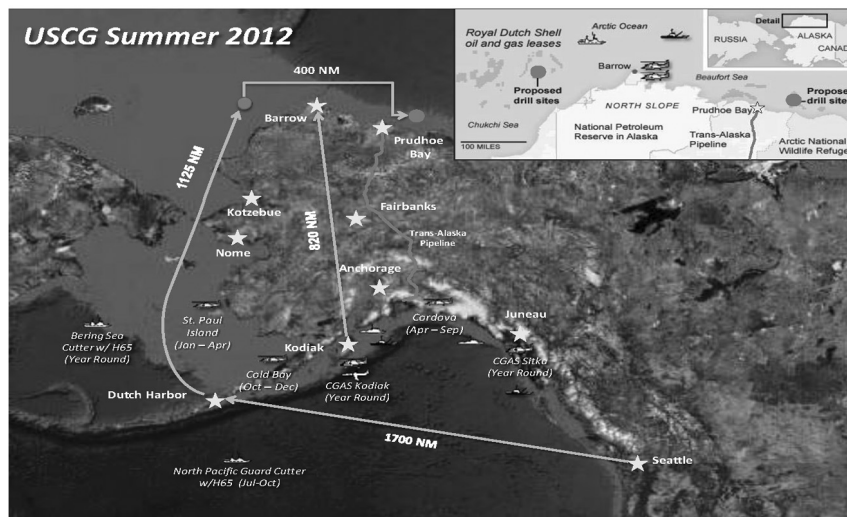 USCG Summer 2012
400 NM
Barrow
Prudhoe
Bay
1125 NM
Kotzebue
Nome
820 NM
Fairbanks
Trans-Alaska
Pipeline
Anchorage
St. Paul
Island
(Jan – Apr)
Bering Sea
Cutter w/ H65
(Year Round)
Cordova
(Apr – Sep)
Juneau
Kodiak
Cold Bay
(Oct – Dec)
CGAS Kodiak
(Year Round)
CGAS Sitka
(Year Round)
Dutch Harbor
1700 NM
Seattle
North Pacific Guard Cutter
w/H65 (Jul-Oct)
Royal Dutch Shell
oil and gas leases
Arctic Ocean
Detail
RUSSIA
ALASKA
CANAD
Barrow
Beaufort Sea
Proposed
drill sites
NORTH SLOPE
Prudhoe Bay
Proposed
drill sites
Chukchi Sea
National Petroleum
Reserve in Alaska
Trans-Alaska
Pipeline
Arctic National
Wildlife Refuge
100 MILES